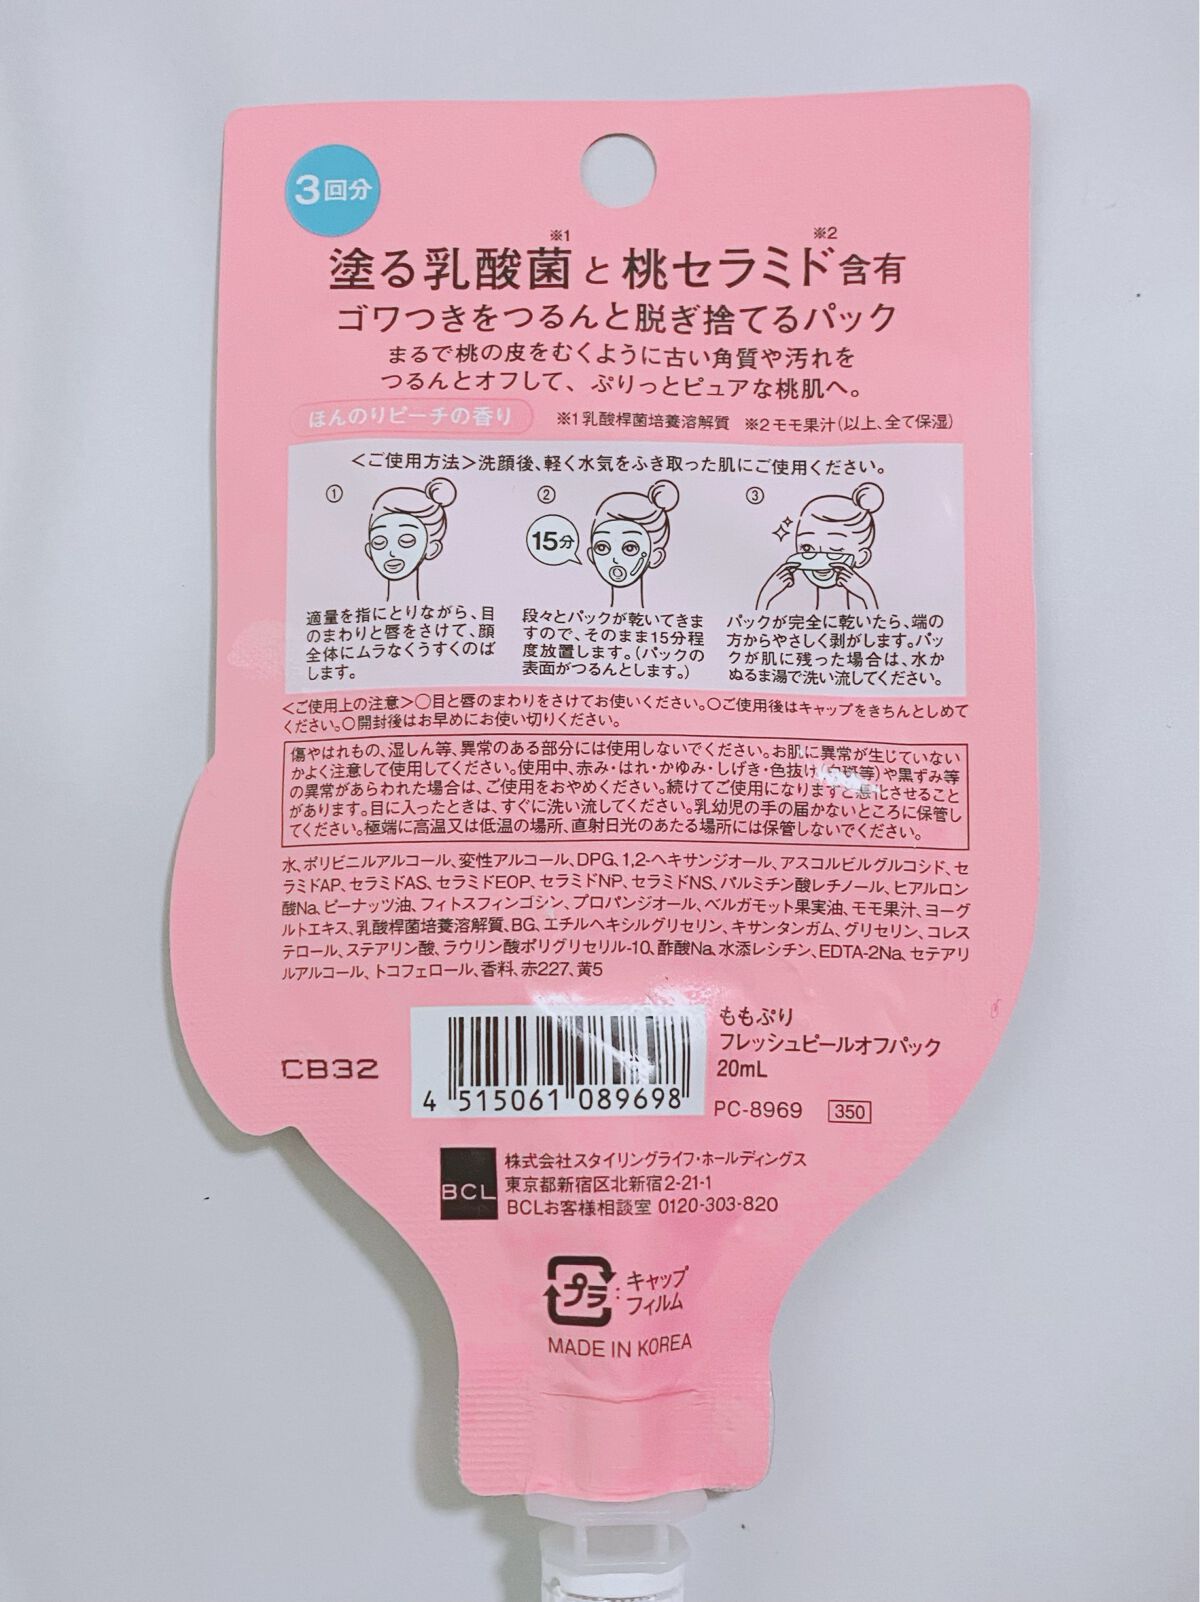 3回分
※1 ※2
塗る乳酸菌と桃セラミド含有
ゴワつきをつるんと脱ぎ捨てるパック
まるで桃の皮をむくように古い角質や汚れを
つるんとオフして、ぷりっとピュアな桃肌へ。
ほんのりピーチの香り ※1乳酸桿菌培養溶解質 ※2モモ果汁(以上、全て保湿)
<ご使用方法>洗顔後、軽く水気をふき取った肌にご使用ください。
① ② ③
15分
適量を指にとりながら、目
のまわりと唇をさけて、顔
全体にムラなくうすくのば
します。
段々とパックが乾いてきま
すので、そのまま15分程
度放置します。(パックの
表面がつるんとします。)
パックが完全に乾いたら、端の
方からやさしく剥がします。パッ
クが肌に残った場合は、水か
ぬるま湯で洗い流してください。
<ご使用上の注意>○目と唇のまわりをさけてお使いください。○ご使用後はキャップをきちんとしめて
ください。○開封後はお早めにお使い切りください。
傷やはれもの、湿しん等、異常のある部分には使用しないでください。お肌に異常が生じていない
かよく注意して使用してください。使用中、赤み・はれ・かゆみ・しげき・色抜け(白斑等)や黒ずみ等
の異常があらわれた場合は、ご使用をおやめください。続けてご使用になりますと悪化させること
があります。目に入ったときは、すぐに洗い流してください。乳幼児の手の届かないところに保管し
てください。極端に高温又は低温の場所、直射日光のあたる場所には保管しないでください。
水、ポリビニルアルコール、変性アルコール、DPG、1,2-ヘキサンジオール、アスコルビルグルコシド、セ
ラミドAP、セラミドAS、セラミドEOP、セラミドNP、セラミドNS、パルミチン酸レチノール、ヒアルロン
酸Na、ピーナッツ油、フィトスフィンゴシン、プロパンジオール、ベルガモット果実油、モモ果汁、ヨーグ
ルトエキス、乳酸桿菌培養溶解質、BG、エチルヘキシルグリセリン、キサンタンガム、グリセリン、コレス
テロール、ステアリン酸、ラウリン酸ポリグリセリル-10、酢酸Na、水添レシチン、EDTA-2Na、セテアリ
ルアルコール、トコフェロール、香料、赤227、黄5
ももぷり
フレッシュピールオフパック
20mL
CB32
4 515061 089698
PC-8969 350
BCL
株式会社スタイリングライフ・ホールディングス
東京都新宿区北新宿2-21-1
BCLお客様相談室 0120-303-820
プラ:キャップ
フィルム
MADE IN KOREA